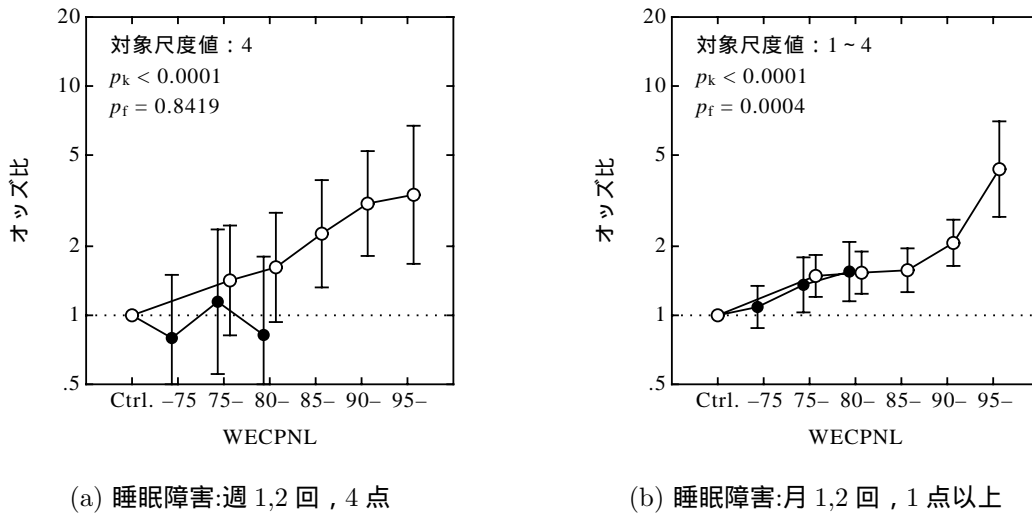 20
10
5
2
1
.5
オッズ比
対象尺度値：4
pk < 0.0001
pf = 0.8419
Ctrl. –75 75– 80– 85– 90– 95–
WECPNL
(a) 睡眠障害:週 1,2 回，4 点
20
10
5
2
1
.5
オッズ比
対象尺度値：1 ~ 4
pk < 0.0001
pf = 0.0004
Ctrl. –75 75– 80– 85– 90– 95–
WECPNL
(b) 睡眠障害:月 1,2 回，1 点以上